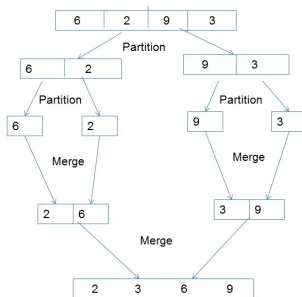 6 2 9 3
Partition
6 2 9 3
Partition Partition
6 2 9 3
Merge Merge
2 6 3 9
Merge
2 3 6 9